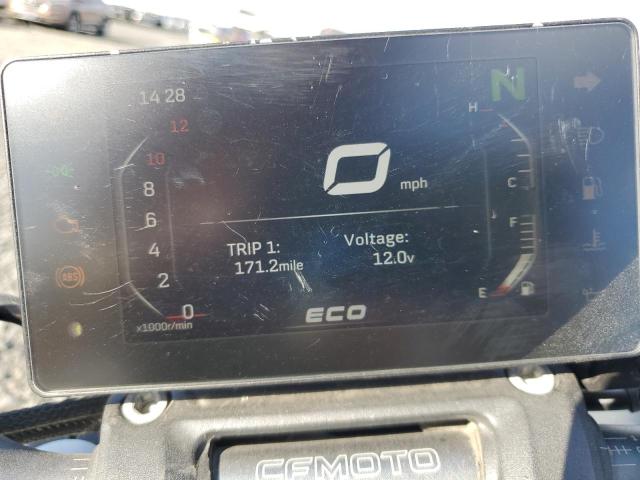 14 28
N
H
12
10
8
6
4
2
0
x1000r/min
0 mph
C
F
E
TRIP 1:
171.2mile
Voltage:
12.0v
ECO
ABS
CFMOTO